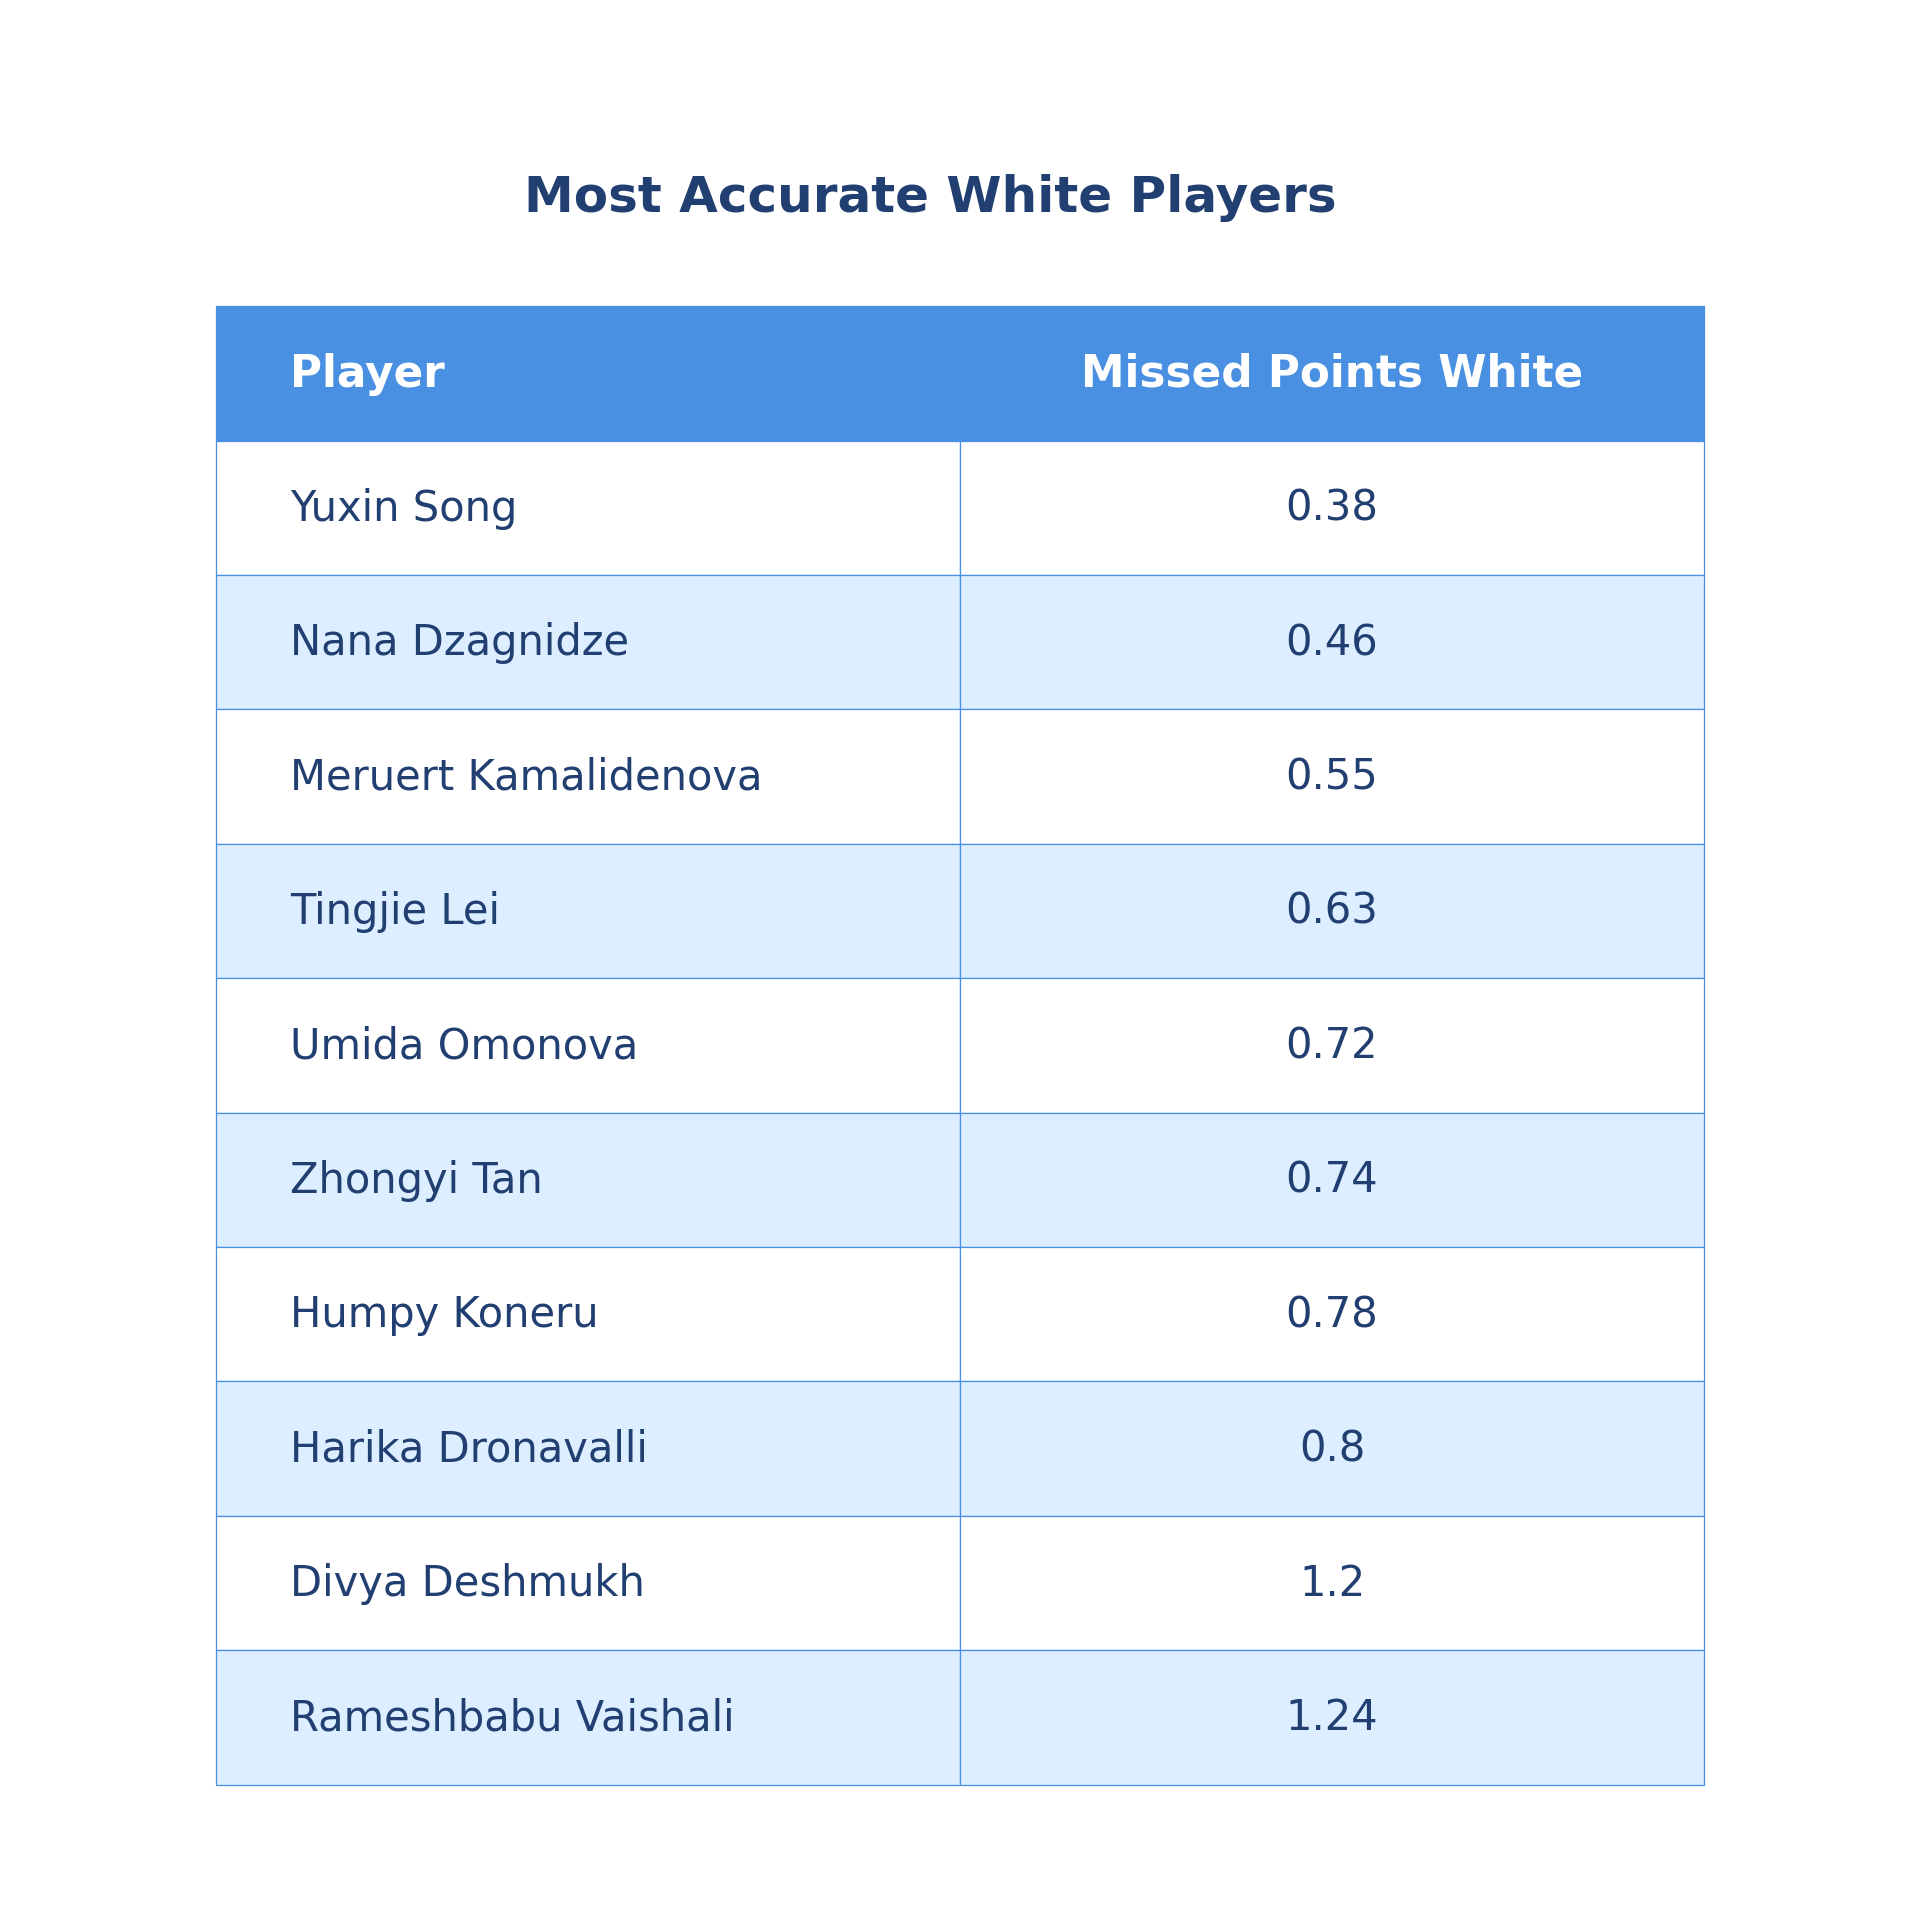 Most Accurate White Players
Player Missed Points White
Yuxin Song 0.38
Nana Dzagnidze 0.46
Meruert Kamalidenova 0.55
Tingjie Lei 0.63
Umida Omonova 0.72
Zhongyi Tan 0.74
Humpy Koneru 0.78
Harika Dronavalli 0.8
Divya Deshmukh 1.2
Rameshbabu Vaishali 1.24